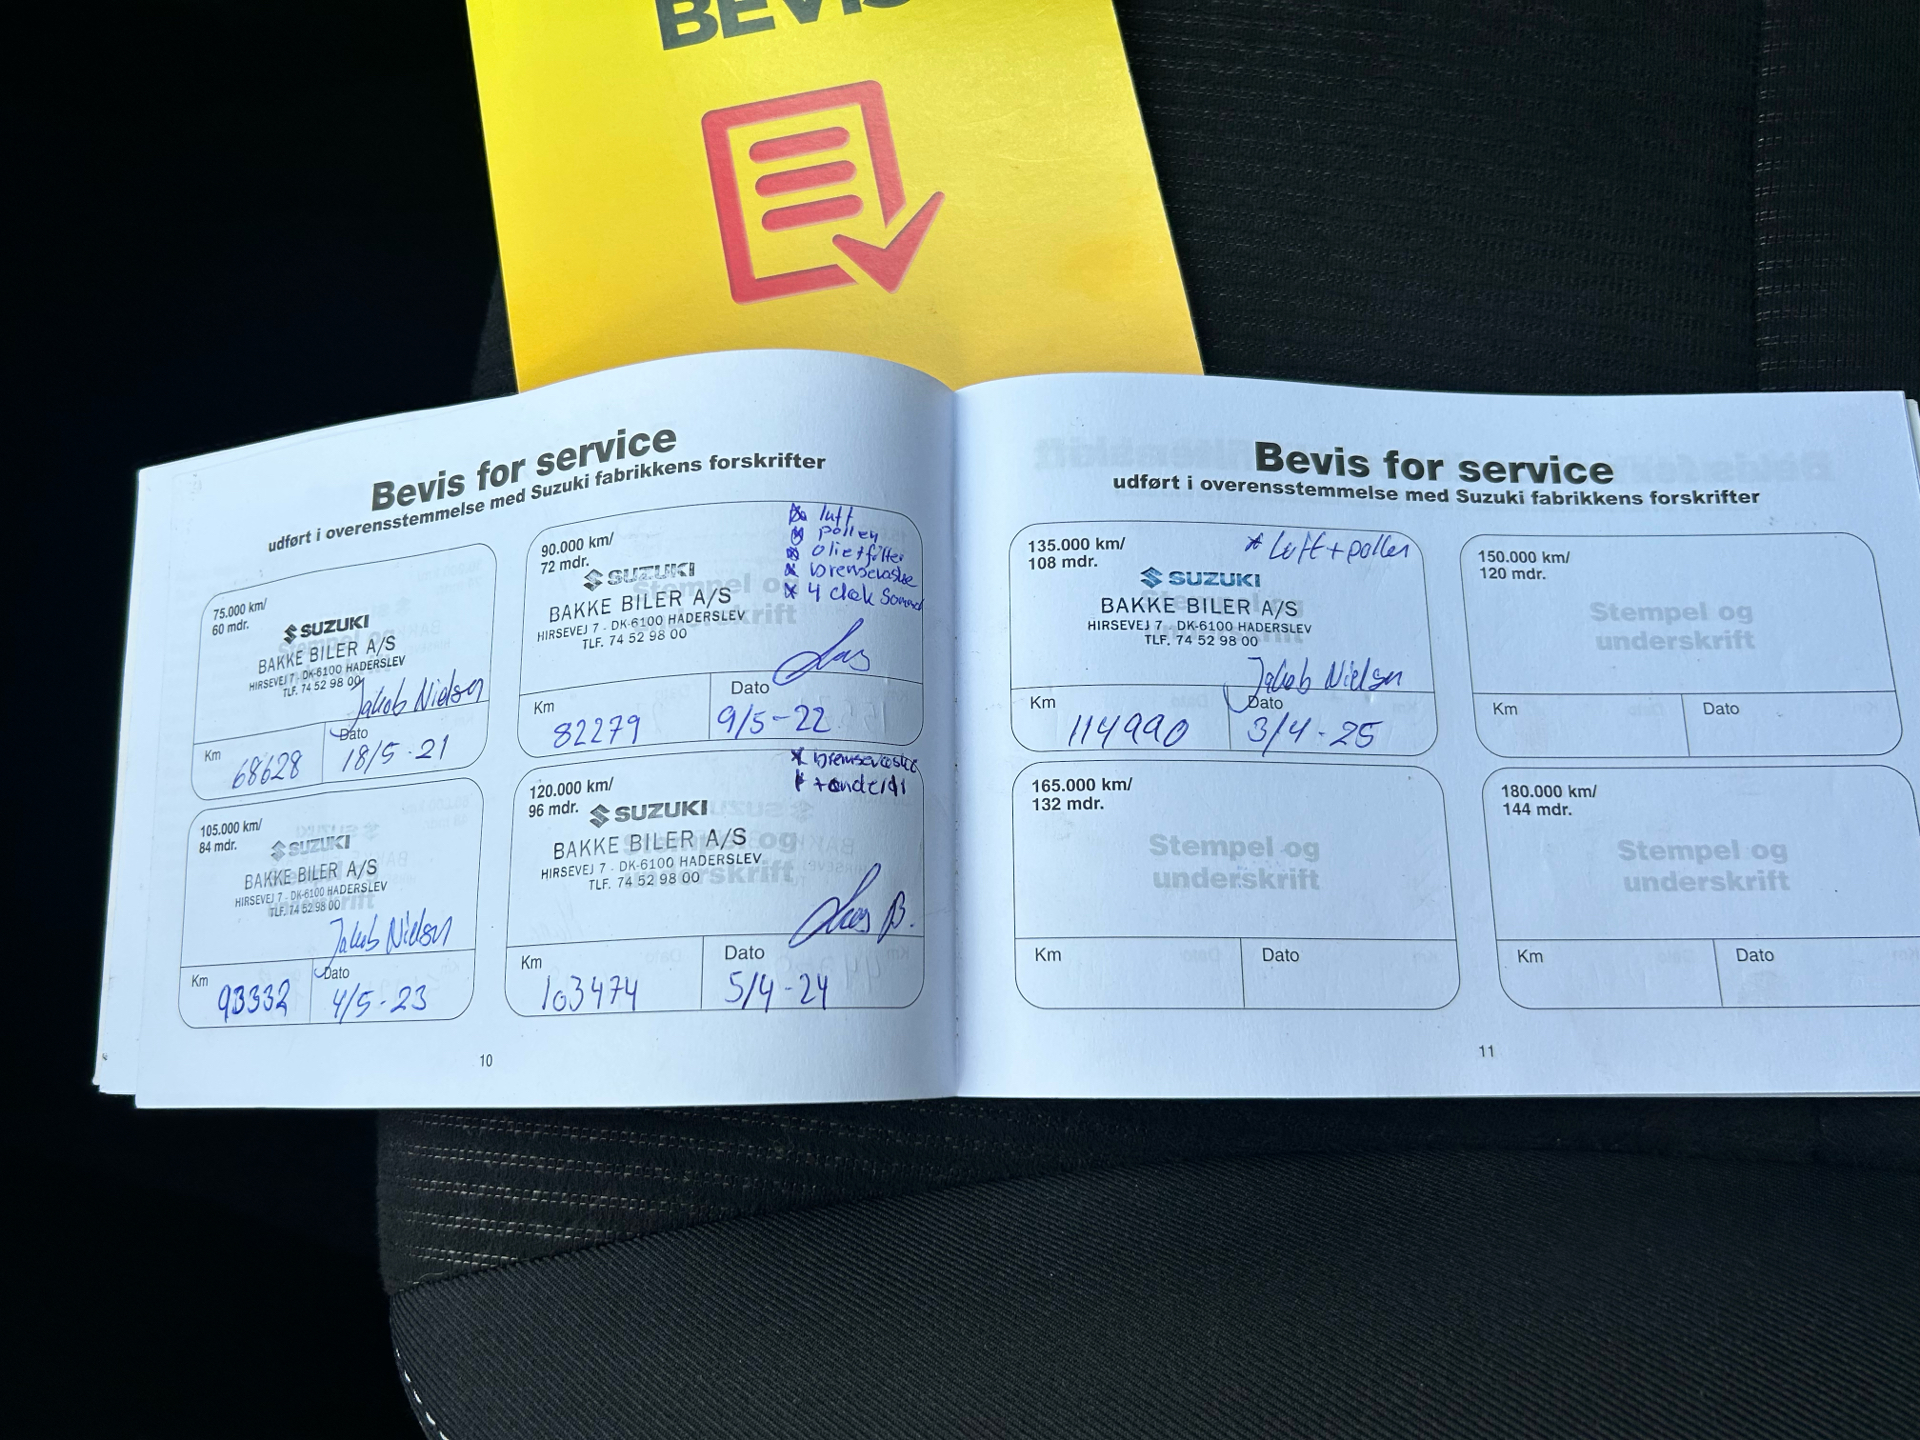 BEVIS
Bevis for service
udført i overensstemmelse med Suzuki fabrikkens forskrifter
75.000 km/
60 mdr.
SUZUKI
BAKKE BILER A/S
HIRSEVEJ 7 - DK-6100 HADERSLEV
TLF. 74 52 98 00
Jakob Nielsen
Km
68628
Dato
18/5-21
90.000 km/
72 mdr.
* luft
* pollen
* olie+filter
* bremsevæske
* 4 dæk Sommer
SUZUKI
Stempel og
underskrift
BAKKE BILER A/S
HIRSEVEJ 7 - DK-6100 HADERSLEV
TLF. 74 52 98 00
Km
82279
Dato
9/5-22
105.000 km/
84 mdr.
SUZUKI
BAKKE BILER A/S
HIRSEVEJ 7 - DK-6100 HADERSLEV
TLF. 74 52 98 00
Jakob Nielsen
Km
93332
Dato
4/5-23
120.000 km/
96 mdr.
* bremsevæske
SUZUKI
Stempel og
underskrift
BAKKE BILER A/S
HIRSEVEJ 7 - DK-6100 HADERSLEV
TLF. 74 52 98 00
Km
103474
Dato
5/4-24
10
Bevis for service
udført i overensstemmelse med Suzuki fabrikkens forskrifter
135.000 km/
108 mdr.
* luft+pollen
SUZUKI
BAKKE BILER A/S
HIRSEVEJ 7 - DK-6100 HADERSLEV
TLF. 74 52 98 00
Jakob Nielsen
Km
114990
Dato
3/4-25
150.000 km/
120 mdr.
Stempel og
underskrift
Km
Dato
165.000 km/
132 mdr.
Stempel og
underskrift
Km
Dato
180.000 km/
144 mdr.
Stempel og
underskrift
Km
Dato
11